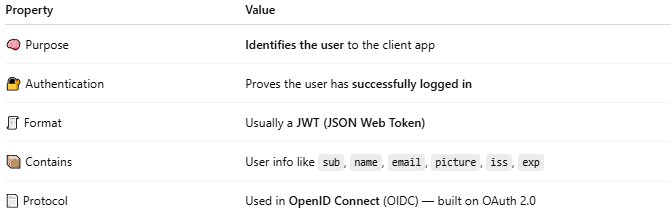 Property Value
🧠 Purpose Identifies the user to the client app
🔐 Authentication Proves the user has successfully logged in
🧾 Format Usually a JWT (JSON Web Token)
📦 Contains User info like sub, name, email, picture, iss, exp
📄 Protocol Used in OpenID Connect (OIDC) — built on OAuth 2.0